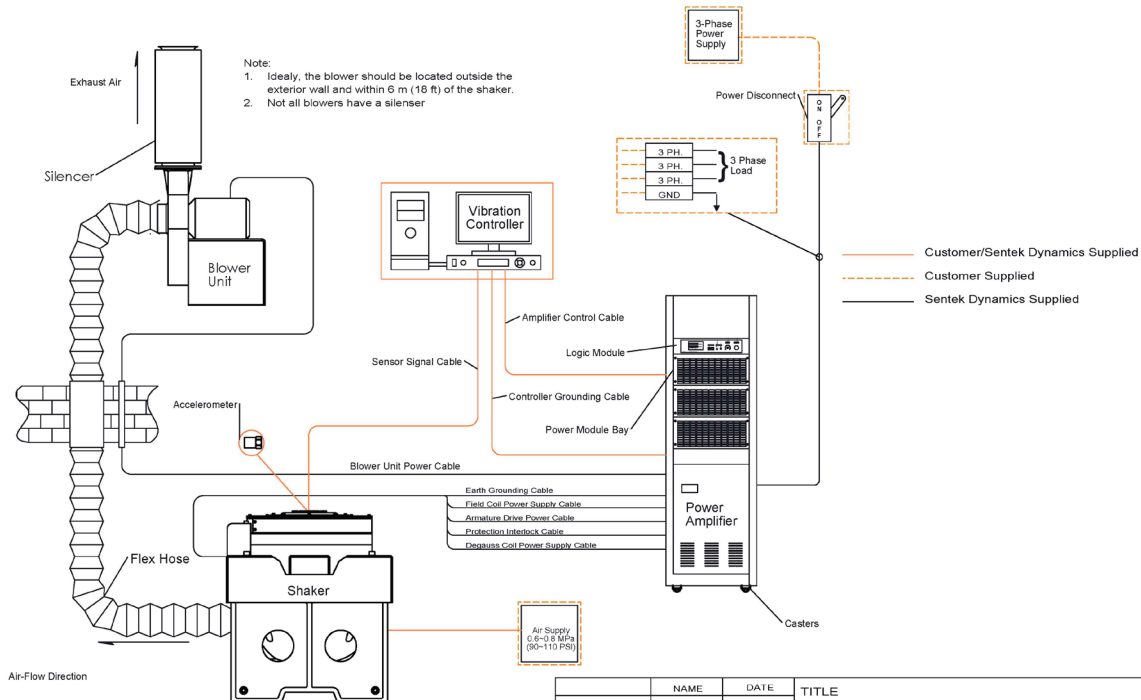 3-Phase
Power
Supply
Note:
1. Idealy, the blower should be located outside the
exterior wall and within 6 m (18 ft) of the shaker.
2. Not all blowers have a silenser
Exhaust Air
Silencer
Power Disconnect
ON
OFF
3 PH.
3 PH.
3 PH.
GND
3 Phase
Load
Vibration
Controller
Blower
Unit
Customer/Sentek Dynamics Supplied
Customer Supplied
Sentek Dynamics Supplied
Amplifier Control Cable
Logic Module
Sensor Signal Cable
Controller Grounding Cable
Accelerometer
Power Module Bay
Blower Unit Power Cable
Earth Grounding Cable
Field Coil Power Supply Cable
Armature Drive Power Cable
Protection Interlock Cable
Degauss Coil Power Supply Cable
Power
Amplifier
Flex Hose
Shaker
Casters
Air Supply
0.6~0.8 MPa
(90~110 PSI)
Air-Flow Direction
NAME DATE TITLE